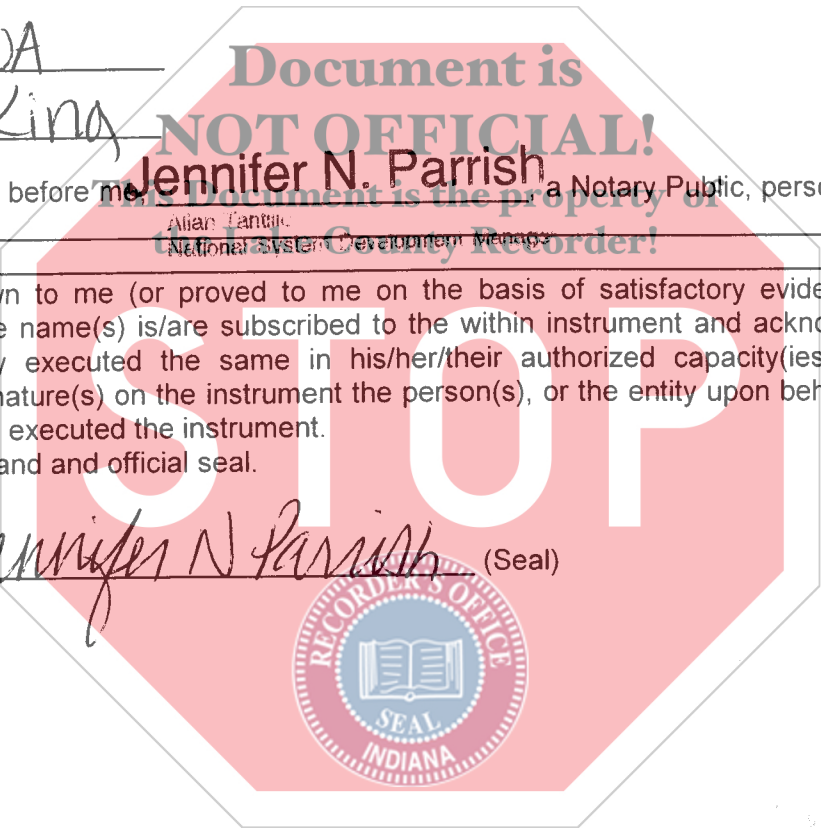 Document is
NOT OFFICIAL!
This Document is the property of
the Lake County Recorder!
King
before me, Jennifer N. Parrish, a Notary Public, perso
Allan
National System Development Manage
n to me (or proved to me on the basis of satisfactory evide
e name(s) is/are subscribed to the within instrument and ackno
y executed the same in his/her/their authorized capacity(ies
nature(s) on the instrument the person(s), or the entity upon beh
executed the instrument.
and and official seal.
STOP
Jennifer N Parrish (Seal)
RECORDER'S OFFICE
SEAL
INDIANA